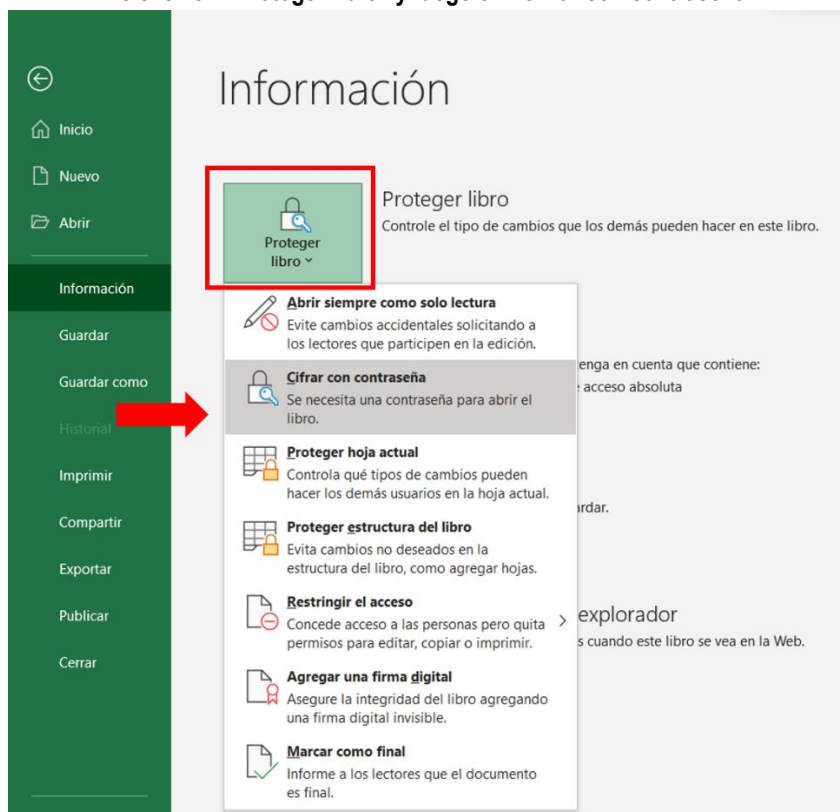 Información
Inicio
Nuevo
Abrir
Información
Guardar
Guardar como
Historial
Imprimir
Compartir
Exportar
Publicar
Cerrar
Proteger
libro
Proteger libro
Controle el tipo de cambios que los demás pueden hacer en este libro.
Abrir siempre como solo lectura
Evite cambios accidentales solicitando a
los lectores que participen en la edición.
Cifrar con contraseña
Se necesita una contraseña para abrir el
libro.
Proteger hoja actual
Controla qué tipos de cambios pueden
hacer los demás usuarios en la hoja actual.
Proteger estructura del libro
Evita cambios no deseados en la
estructura del libro, como agregar hojas.
Restringir el acceso
Concede acceso a las personas pero quita
permisos para editar, copiar o imprimir.
Agregar una firma digital
Asegure la integridad del libro agregando
una firma digital invisible.
Marcar como final
Informe a los lectores que el documento
es final.
en cuenta que contiene:
acceso absoluta
explorador
cuando este libro se vea en la Web.